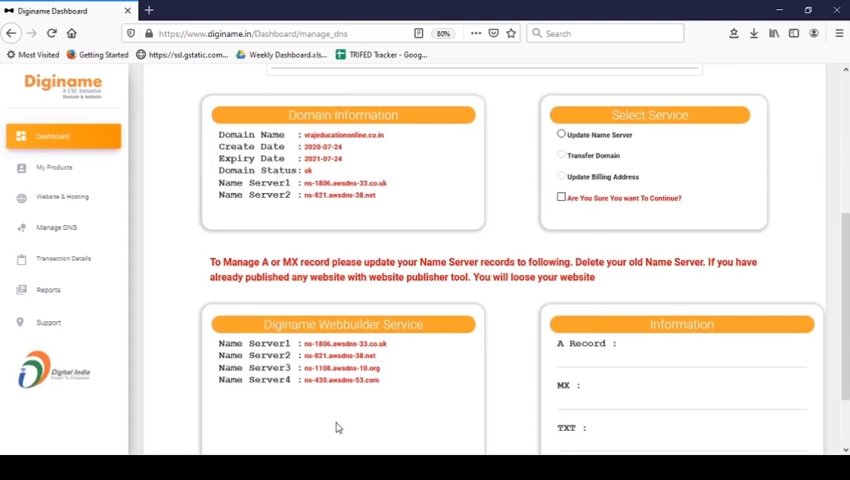 Diginame Dashboard
https://www.diginame.in/Dashboard/manage_dns
80%
Search
Most Visited
Getting Started
https://ssl.gstatic.com...
Weekly Dashboard.xls...
TRIFED Tracker - Goog...
Diginame
A CSC Initiative
Domain & Website
Dashboard
My Products
Website & Hosting
Manage DNS
Transaction Details
Reports
Support
Digital India
Domain Information
Domain Name : vrajeducationonline.co.in
Create Date : 2020-07-24
Expiry Date : 2021-07-24
Domain Status: ok
Name Server1 : ns-1806.awsdns-33.co.uk
Name Server2 : ns-821.awsdns-38.net
Select Service
Update Name Server
Transfer Domain
Update Billing Address
Are You Sure You want To Continue?
To Manage A or MX record please update your Name Server records to following. Delete your old Name Server. If you have
already published any website with website publisher tool. You will loose your website
Diginame Webbuilder Service
Name Server1 : ns-1806.awsdns-33.co.uk
Name Server2 : ns-821.awsdns-38.net
Name Server3 : ns-1108.awsdns-10.org
Name Server4 : ns-430.awsdns-53.com
Information
A Record :
MX :
TXT :